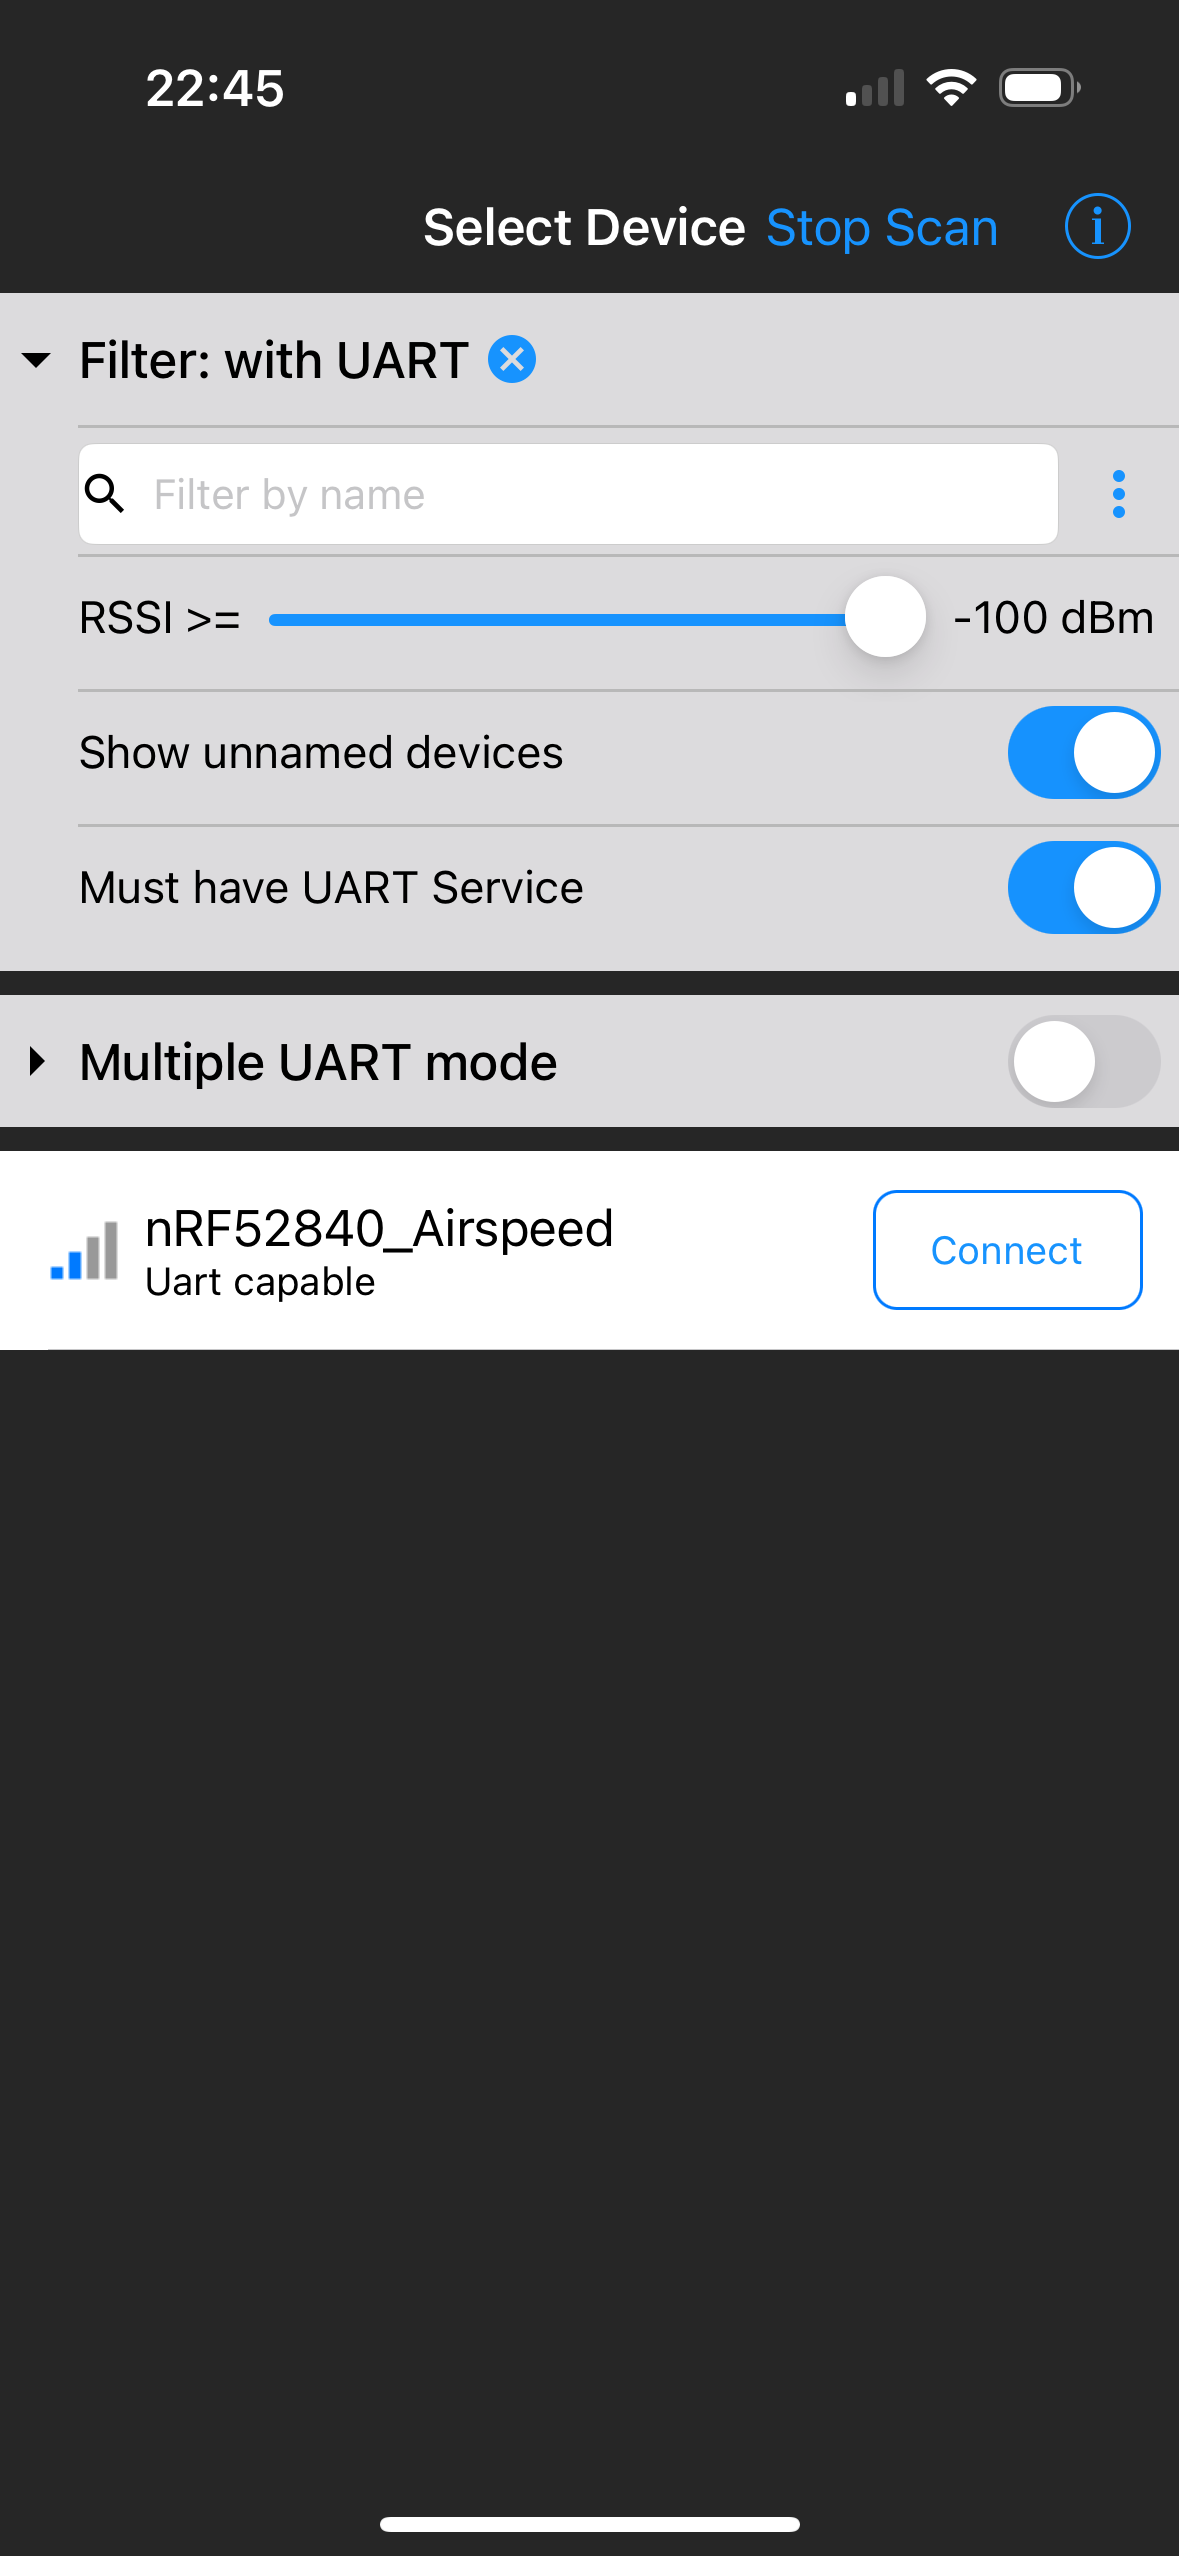 22:45
Select Device Stop Scan
Filter: with UART
Filter by name
RSSI >= -100 dBm
Show unnamed devices
Must have UART Service
Multiple UART mode
nRF52840_Airspeed
Uart capable
Connect